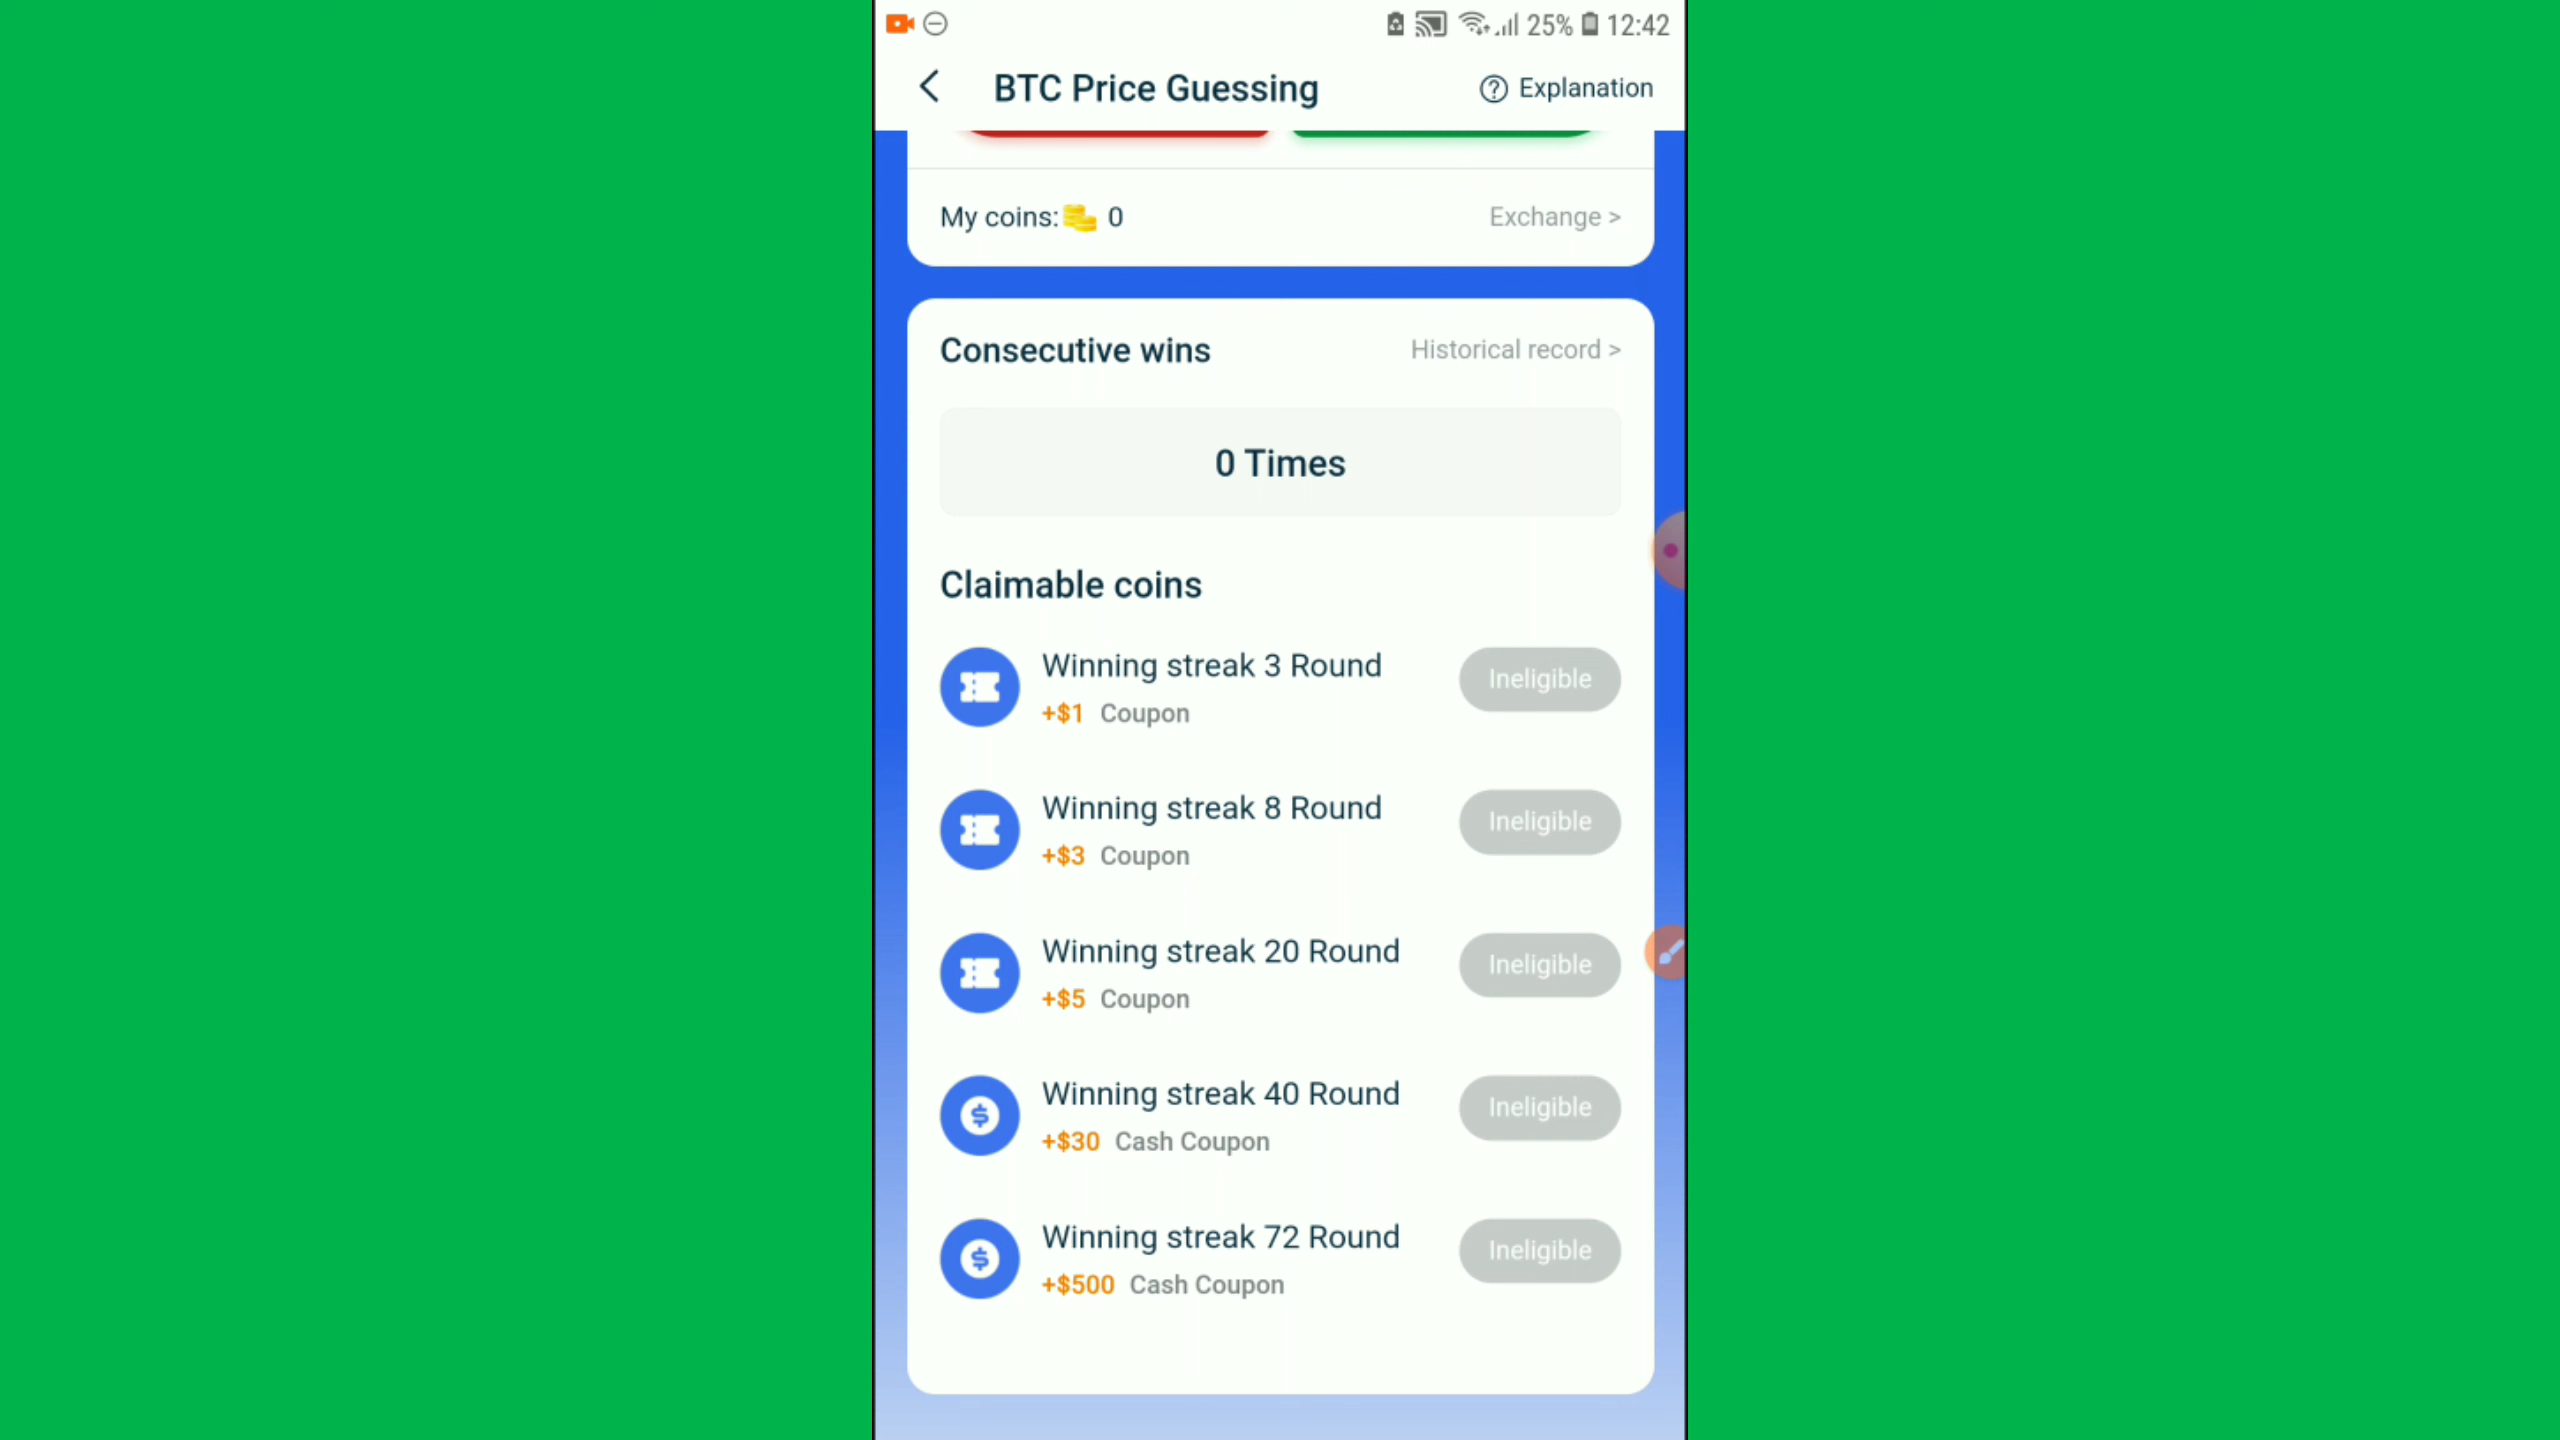 25% 12:42
BTC Price Guessing
Explanation
My coins: 0
Exchange >
Consecutive wins
Historical record >
0 Times
Claimable coins
Winning streak 3 Round
+$1 Coupon
Ineligible
Winning streak 8 Round
+$3 Coupon
Ineligible
Winning streak 20 Round
+$5 Coupon
Ineligible
Winning streak 40 Round
+$30 Cash Coupon
Ineligible
Winning streak 72 Round
+$500 Cash Coupon
Ineligible